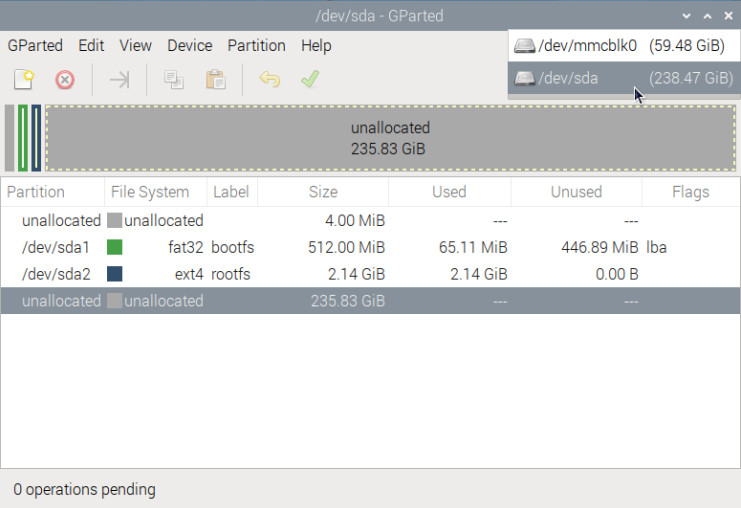 /dev/sda - GParted
GParted Edit View Device Partition Help
/dev/mmcblk0 (59.48 GiB)
/dev/sda (238.47 GiB)
unallocated
235.83 GiB
Partition File System Label Size Used Unused Flags
unallocated unallocated 4.00 MiB --- ---
/dev/sda1 fat32 bootfs 512.00 MiB 65.11 MiB 446.89 MiB lba
/dev/sda2 ext4 rootfs 2.14 GiB 2.14 GiB 0.00 B
unallocated unallocated 235.83 GiB --- ---
0 operations pending